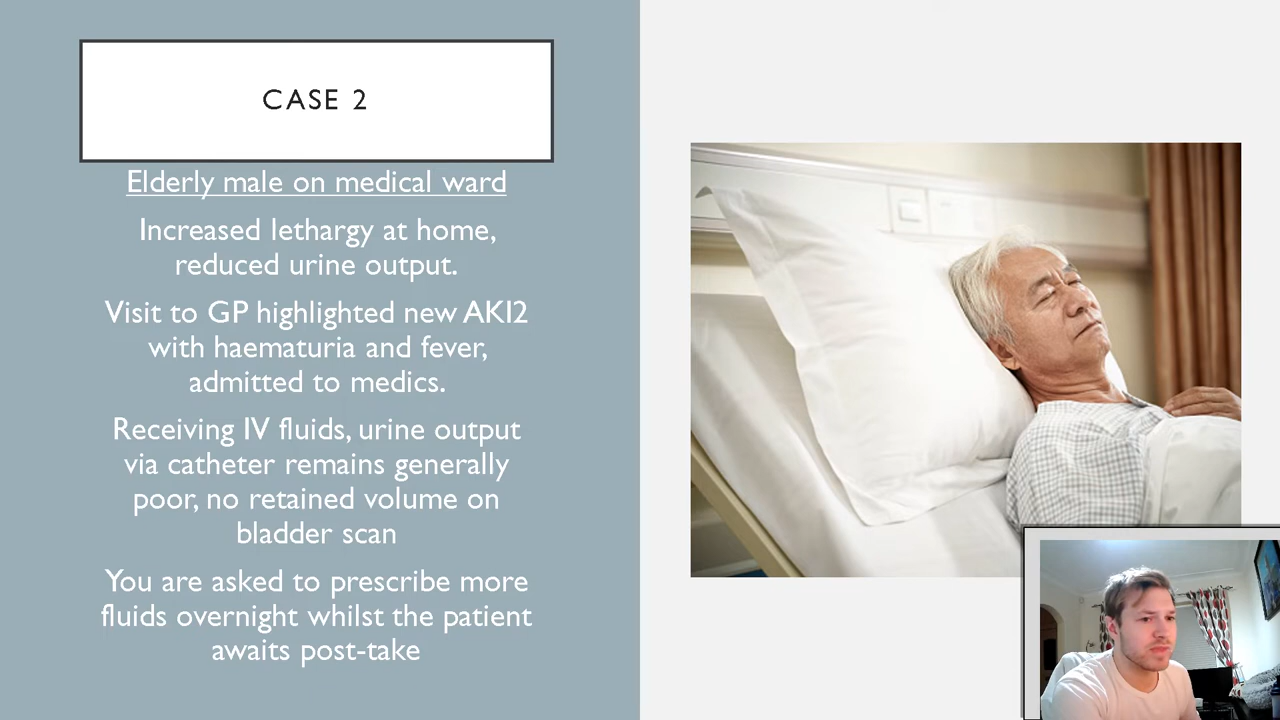 CASE 2
Elderly male on medical ward
Increased lethargy at home,
reduced urine output.
Visit to GP highlighted new AKI2
with haematuria and fever,
admitted to medics.
Receiving IV fluids, urine output
via catheter remains generally
poor, no retained volume on
bladder scan
You are asked to prescribe more
fluids overnight whilst the patient
awaits post-take